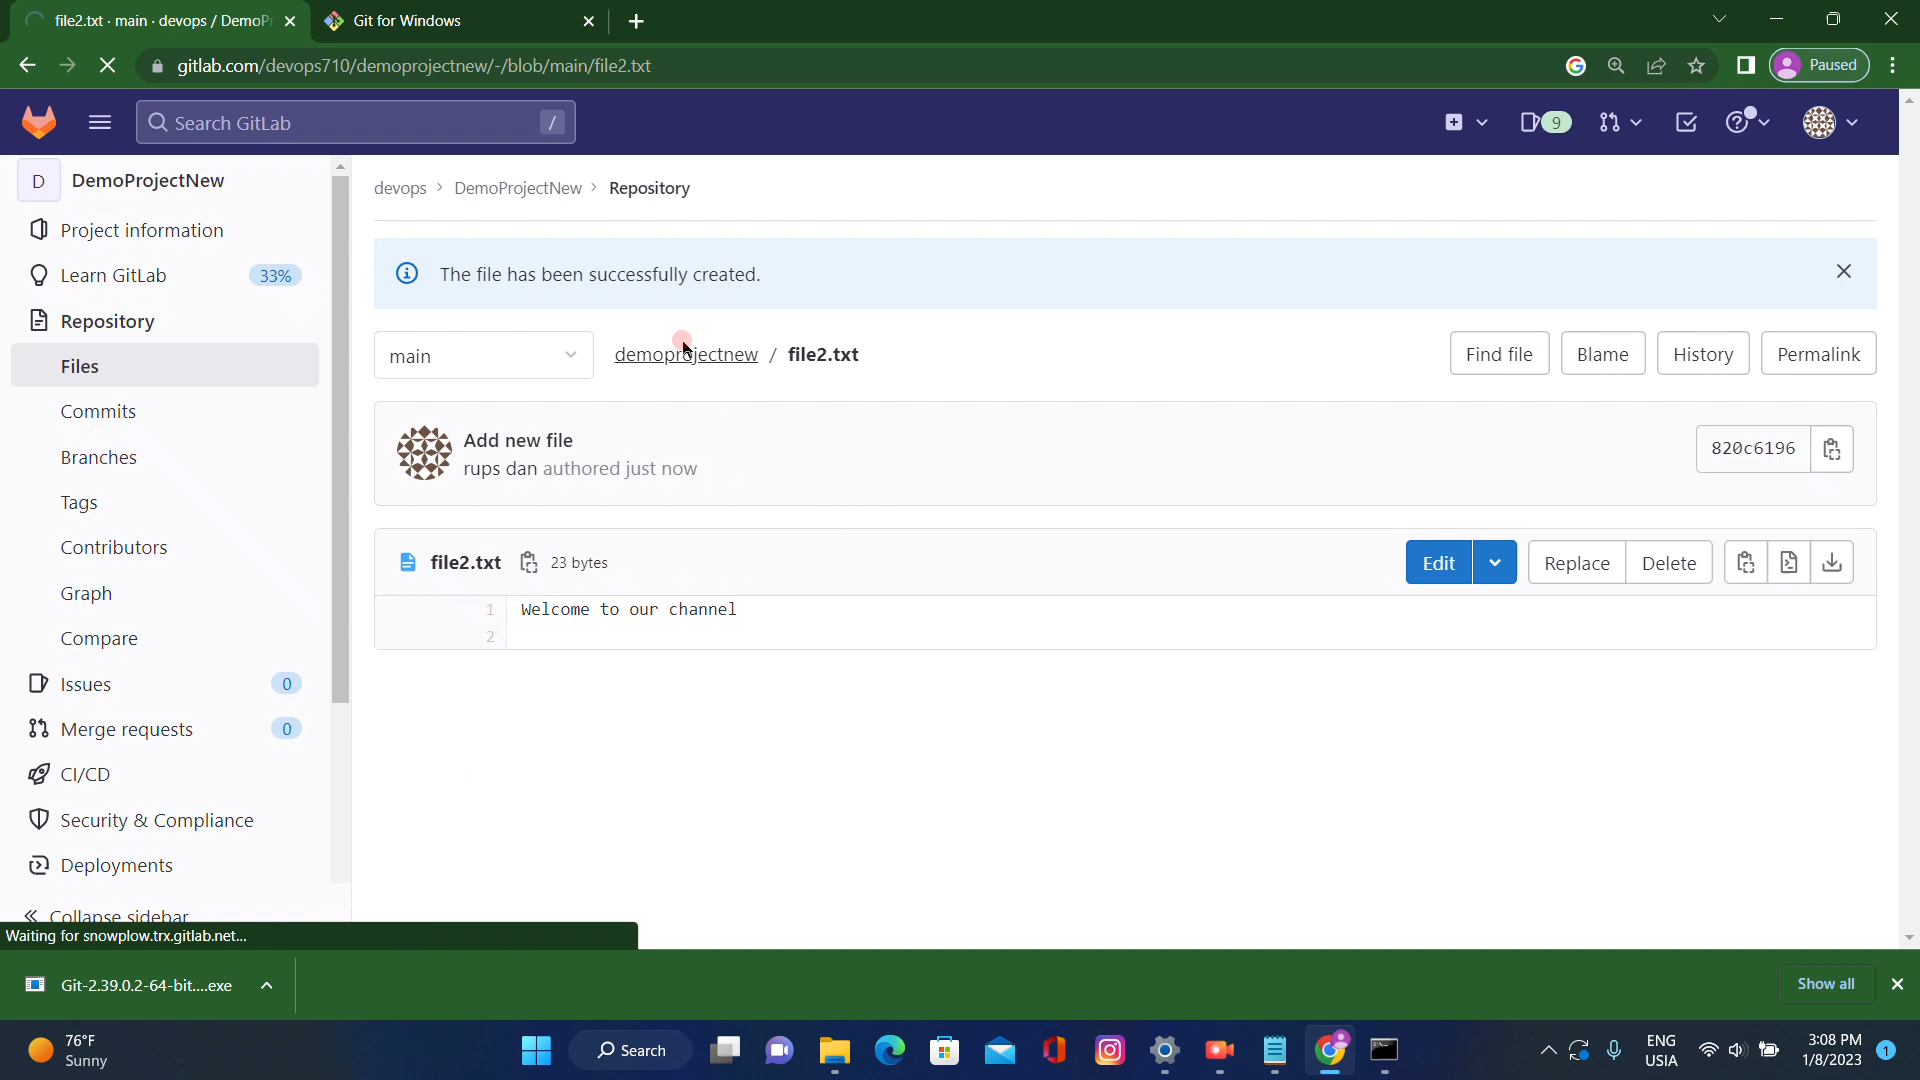 file2.txt · main · devops / DemoPr
Git for Windows
gitlab.com/devops710/demoprojectnew/-/blob/main/file2.txt
Paused
Search GitLab
/
9
D
DemoProjectNew
Project information
Learn GitLab
33%
Repository
Files
Commits
Branches
Tags
Contributors
Graph
Compare
Issues
0
Merge requests
0
CI/CD
Security & Compliance
Deployments
Collapse sidebar
devops > DemoProjectNew > Repository
The file has been successfully created.
main
demoprojectnew / file2.txt
Find file
Blame
History
Permalink
Add new file
rups dan authored just now
820c6196
file2.txt
23 bytes
Edit
Replace
Delete
1
Welcome to our channel
2
Waiting for snowplow.trx.gitlab.net...
Git-2.39.0.2-64-bit....exe
Show all
76°F
Sunny
Search
ENG
USIA
3:08 PM
1/8/2023
1